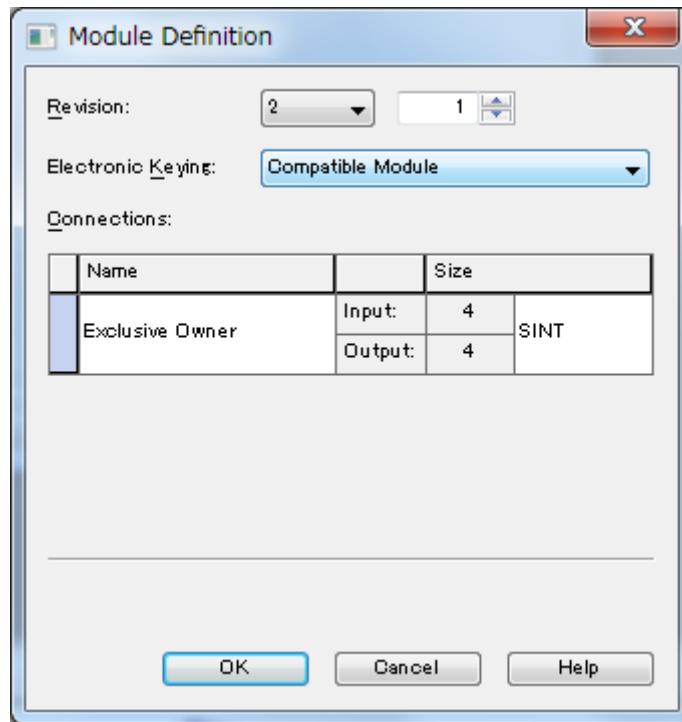 Module Definition
Revision: 2 1
Electronic Keying: Compatible Module
Connections:
Name Size
Exclusive Owner Input: 4 SINT
Output: 4
OK Cancel Help